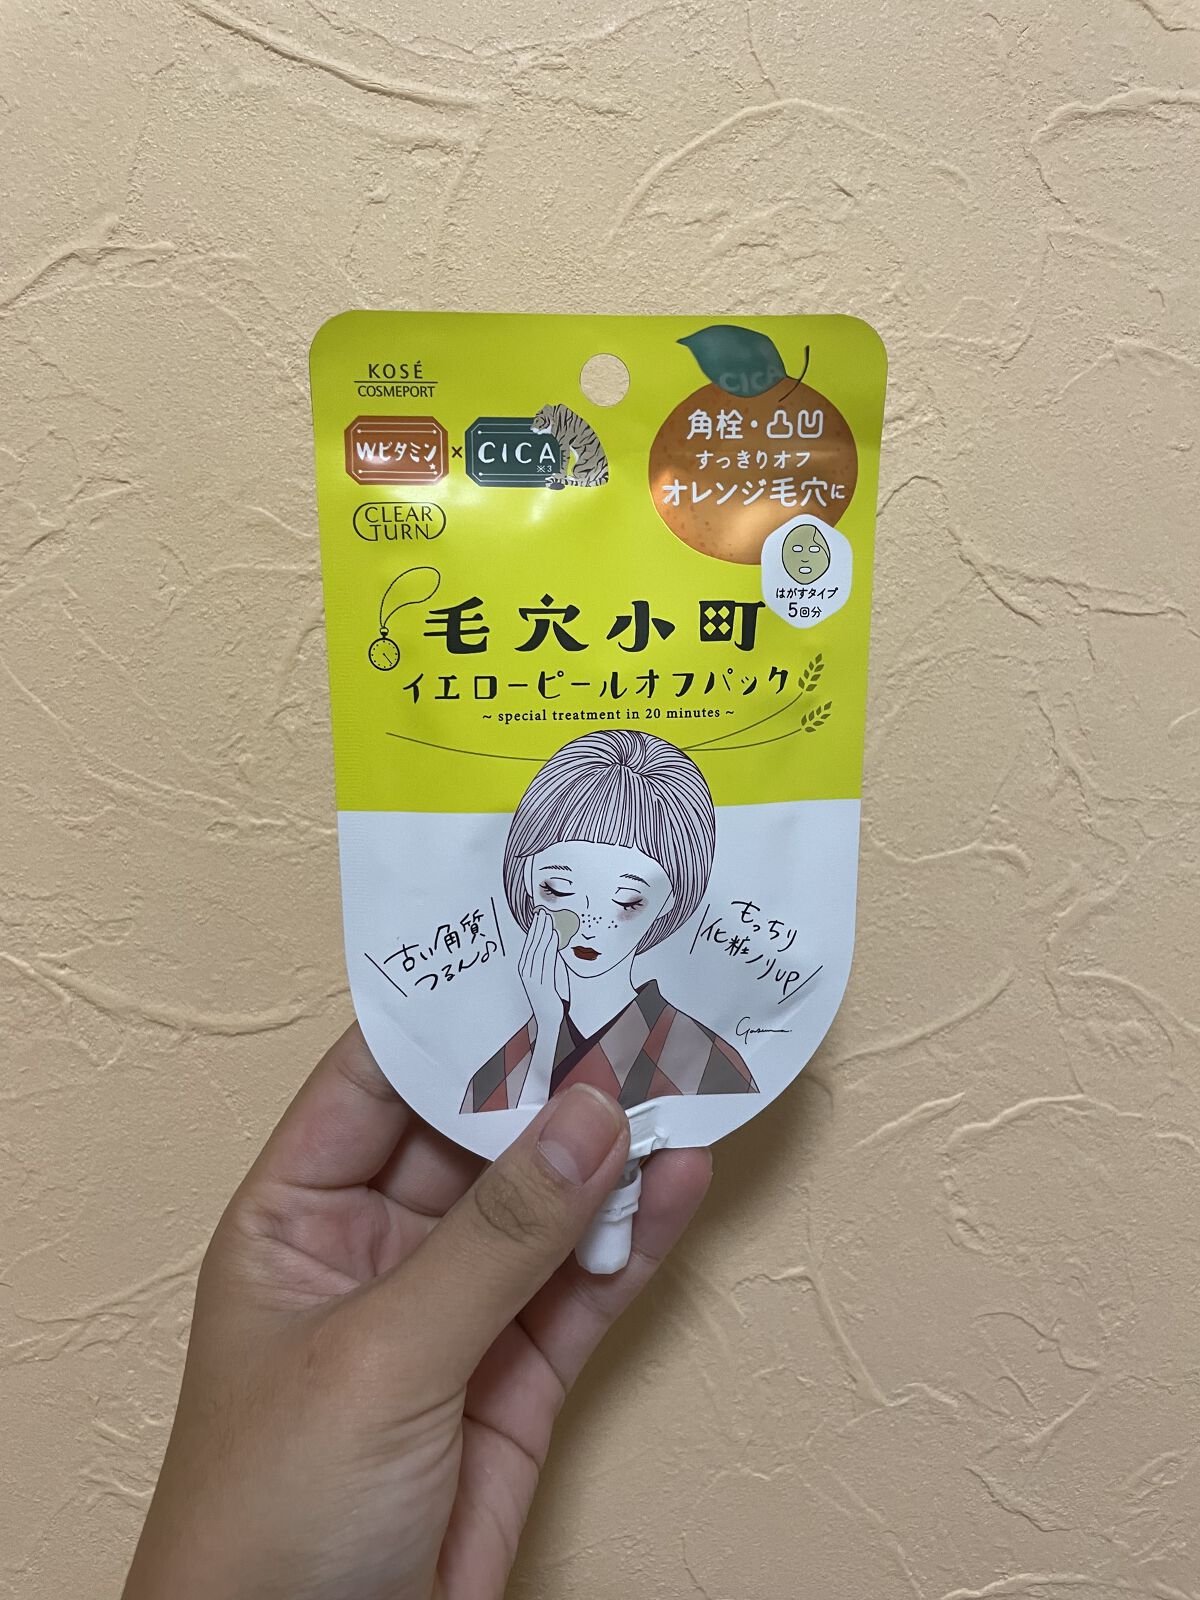 KOSÉ
COSMEPORT
Wビタミン × CICA
※3
CLEAR
TURN
CICA
角栓・凸凹
すっきりオフ
オレンジ毛穴に
はがすタイプ
5回分
毛穴小町
イエローピールオフパック
~ special treatment in 20 minutes ~
古い角質
つるん♪
もっちり
化粧ノリUP